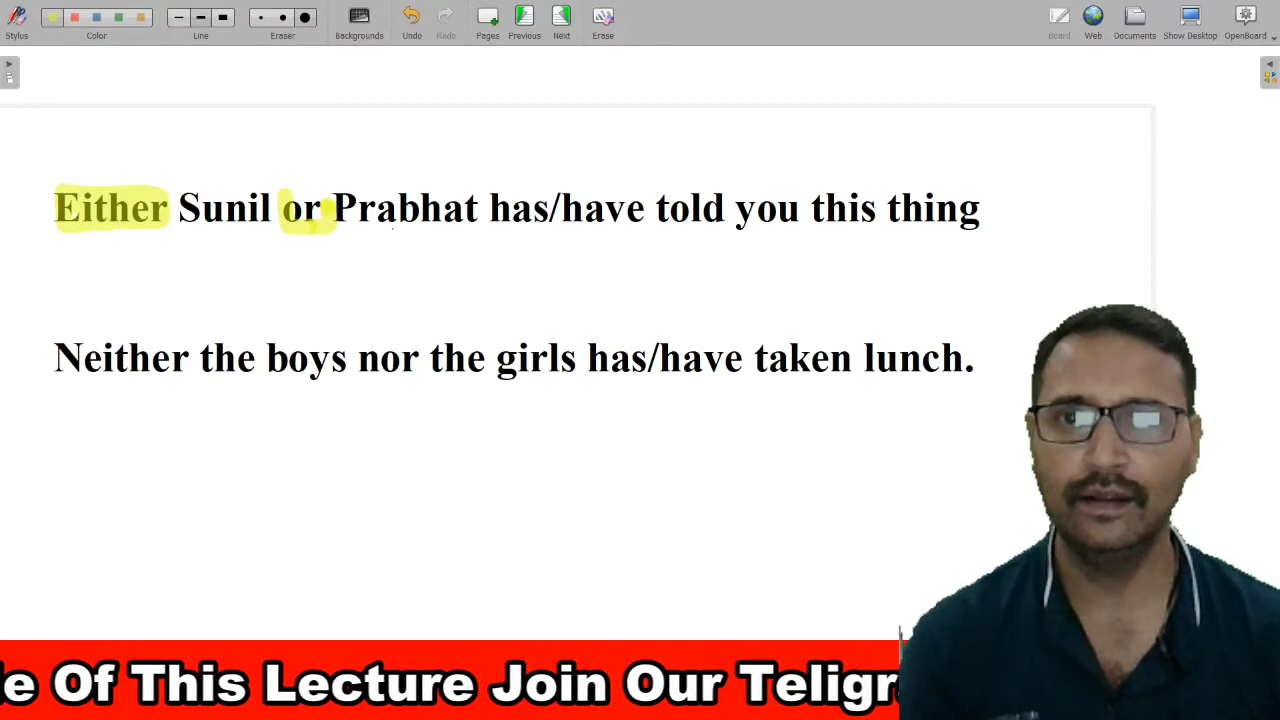 Stylus
Color
Line
Eraser
Backgrounds
Undo
Redo
Pages
Previous
Next
Erase
Board
Web
Documents
Show Desktop
OpenBoard
Either Sunil or Prabhat has/have told you this thing
Neither the boys nor the girls has/have taken lunch.
le Of This Lecture Join Our Teligra